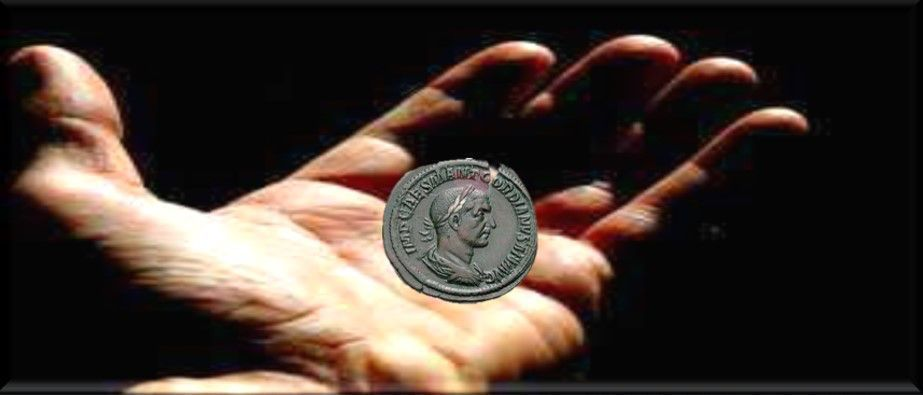 IMP CAES M ANT GORDIANVS AVG